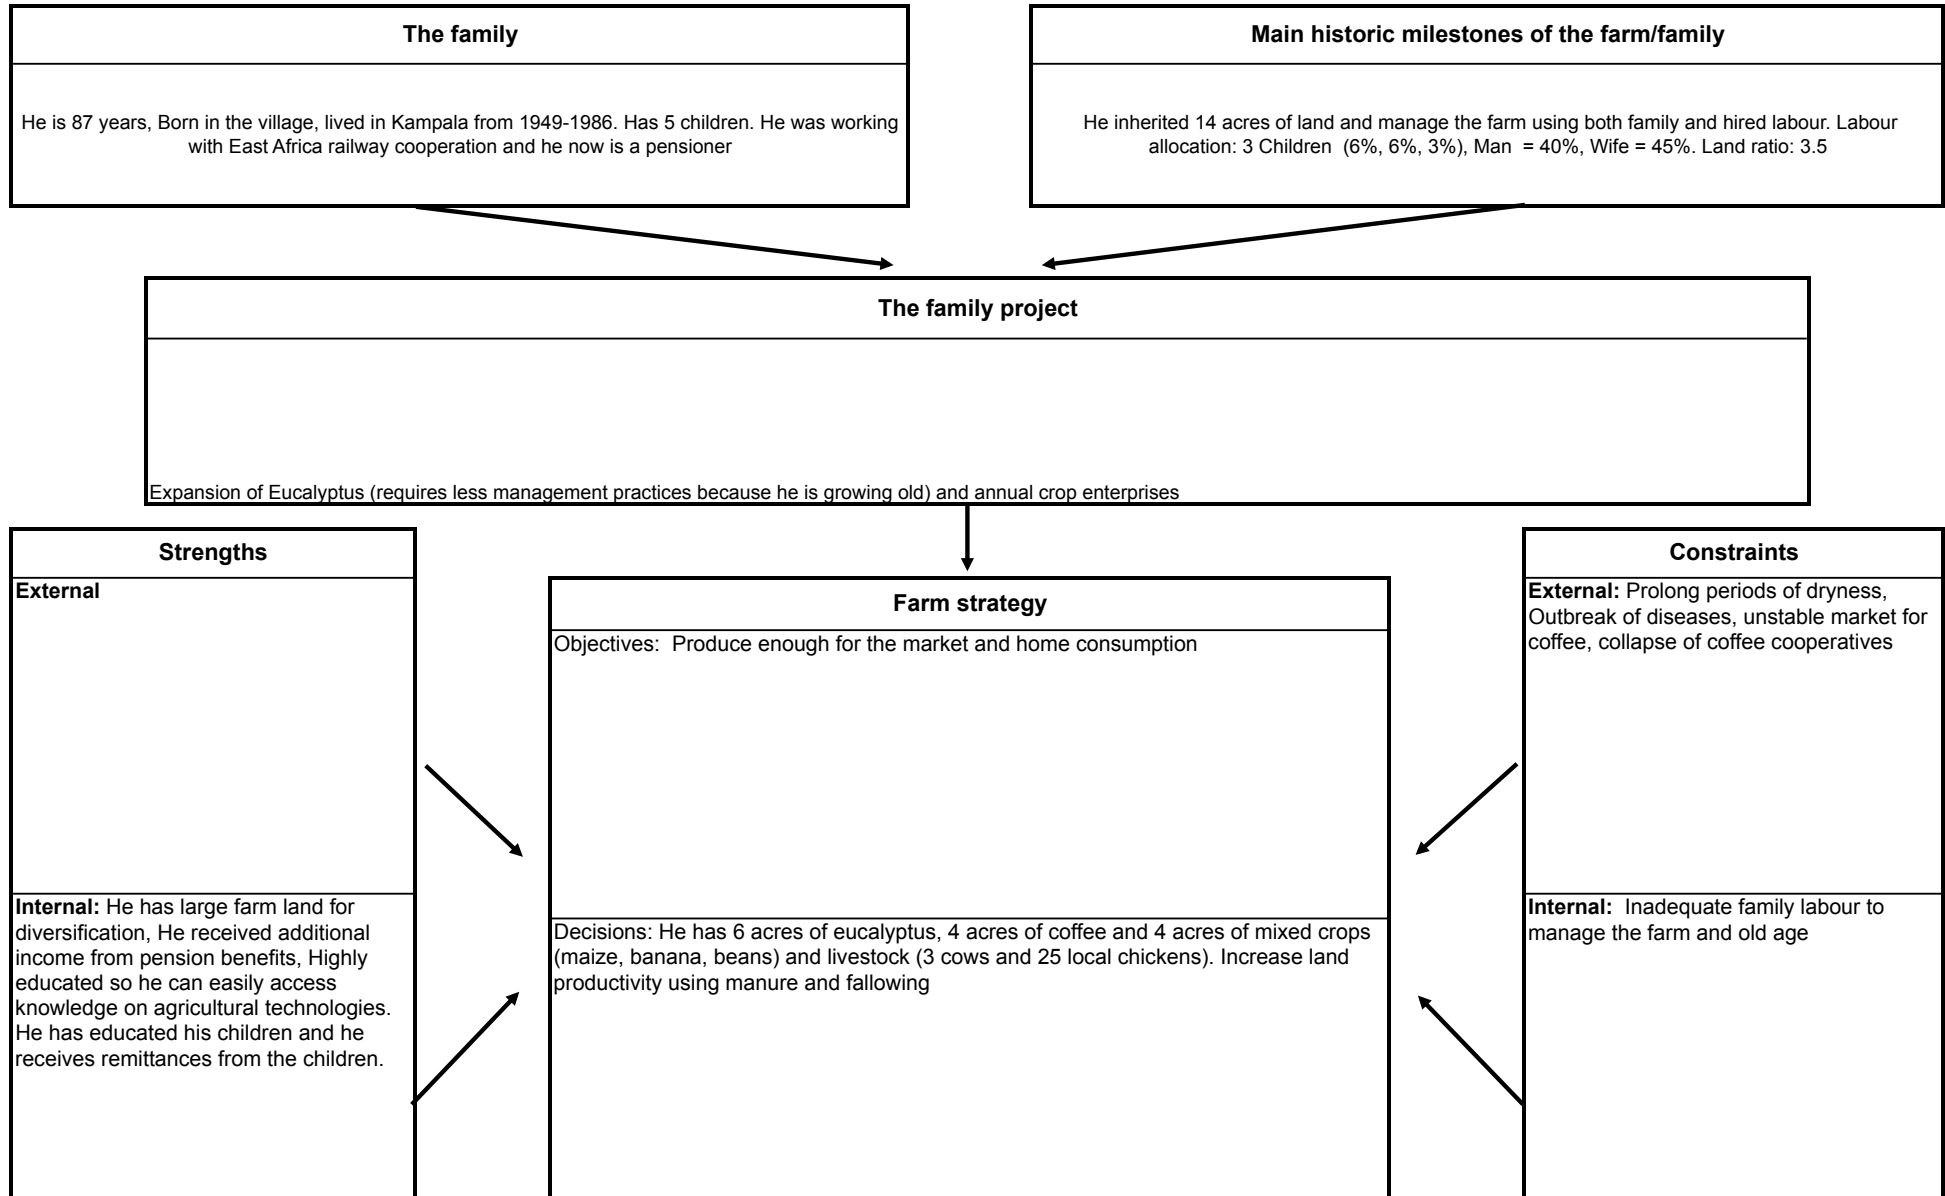 The family
He is 87 years, Born in the village, lived in Kampala from 1949-1986. Has 5 children. He was working
with East Africa railway cooperation and he now is a pensioner
Main historic milestones of the farm/family
He inherited 14 acres of land and manage the farm using both family and hired labour. Labour
allocation: 3 Children (6%, 6%, 3%), Man = 40%, Wife = 45%. Land ratio: 3.5
The family project
Expansion of Eucalyptus (requires less management practices because he is growing old) and annual crop enterprises
Strengths
External
Internal: He has large farm land for
diversification, He received additional
income from pension benefits, Highly
educated so he can easily access
knowledge on agricultural technologies.
He has educated his children and he
receives remittances from the children.
Farm strategy
Objectives: Produce enough for the market and home consumption
Decisions: He has 6 acres of eucalyptus, 4 acres of coffee and 4 acres of mixed crops
(maize, banana, beans) and livestock (3 cows and 25 local chickens). Increase land
productivity using manure and fallowing
Constraints
External: Prolong periods of dryness,
Outbreak of diseases, unstable market for
coffee, collapse of coffee cooperatives
Internal: Inadequate family labour to
manage the farm and old age